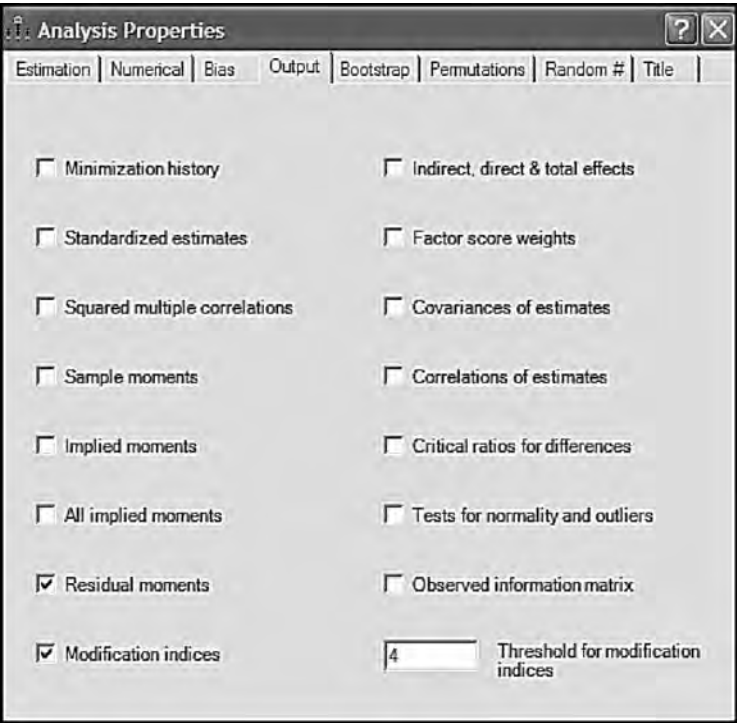 Analysis Properties
Estimation Numerical Bias Output Bootstrap Permutations Random # Title
Minimization history
Indirect, direct & total effects
Standardized estimates
Factor score weights
Squared multiple correlations
Covariances of estimates
Sample moments
Correlations of estimates
Implied moments
Critical ratios for differences
All implied moments
Tests for normality and outliers
Residual moments
Observed information matrix
Modification indices
4 Threshold for modification
indices